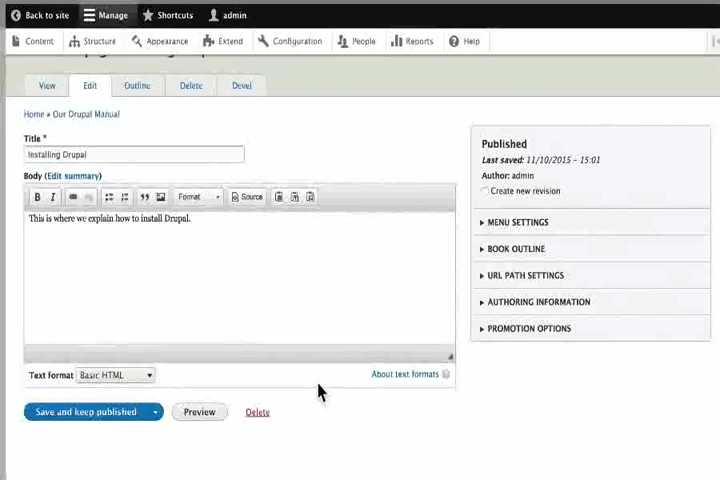 Back to site Manage Shortcuts admin
Content Structure Appearance Extend Configuration People Reports Help
View Edit Outline Delete Devel
Home » Our Drupal Manual
Title *
Installing Drupal
Body (Edit summary)
B I Format Source
This is where we explain how to install Drupal.
Text format Basic HTML About text formats
Save and keep published Preview Delete
Published
Last saved: 11/10/2015 - 15:01
Author: admin
Create new revision
MENU SETTINGS
BOOK OUTLINE
URL PATH SETTINGS
AUTHORING INFORMATION
PROMOTION OPTIONS